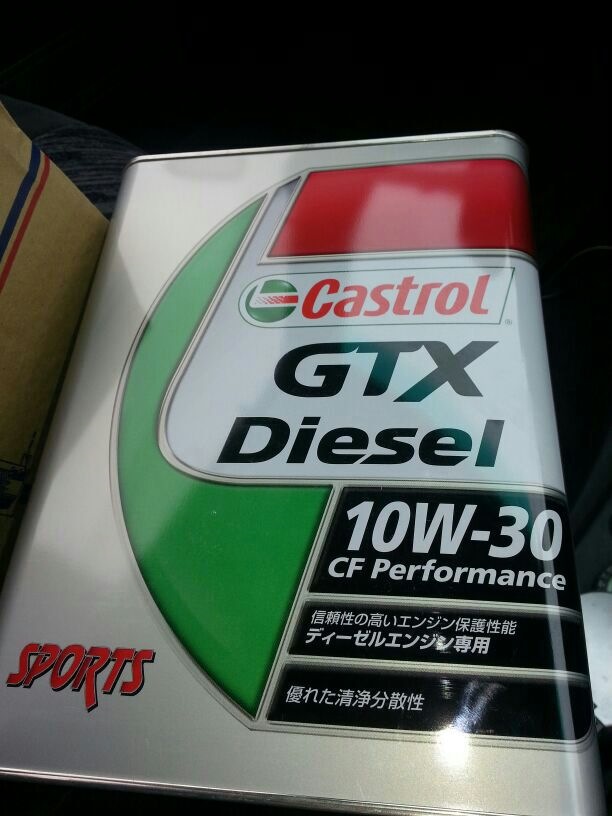 Castrol
GTX
Diesel
10W-30
CF Performance
信頼性の高いエンジン保護性能
ディーゼルエンジン専用
優れた清浄分散性
SPORTS